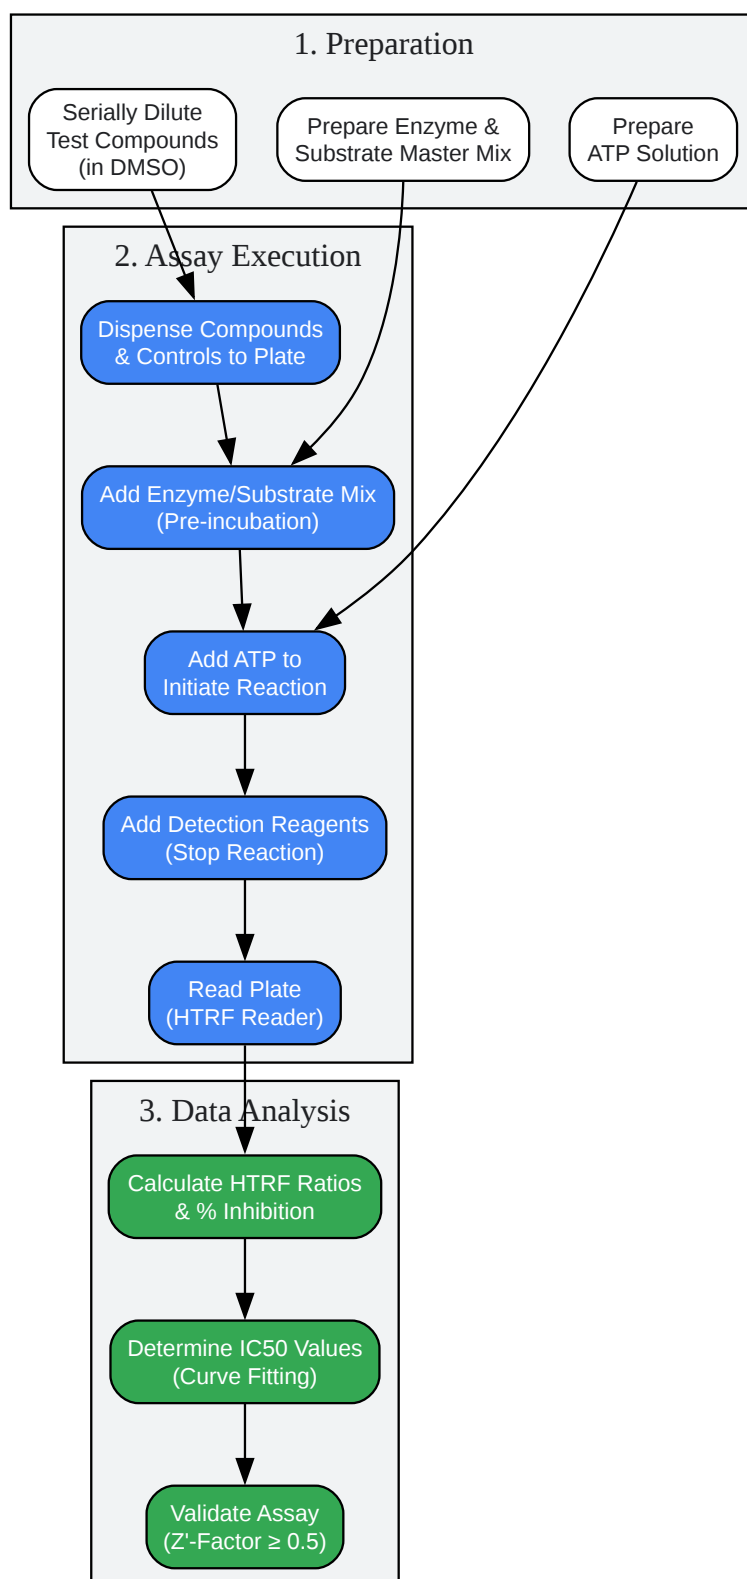 1. Preparation
Serially Dilute
Test Compounds
(in DMSO)
Prepare Enzyme &
Substrate Master Mix
Prepare
ATP Solution
2. Assay Execution
Dispense Compounds
& Controls to Plate
Add Enzyme/Substrate Mix
(Pre-incubation)
Add ATP to
Initiate Reaction
Add Detection Reagents
(Stop Reaction)
Read Plate
(HTRF Reader)
3. Data Analysis
Calculate HTRF Ratios
& % Inhibition
Determine IC50 Values
(Curve Fitting)
Validate Assay
(Z'-Factor ≥ 0.5)